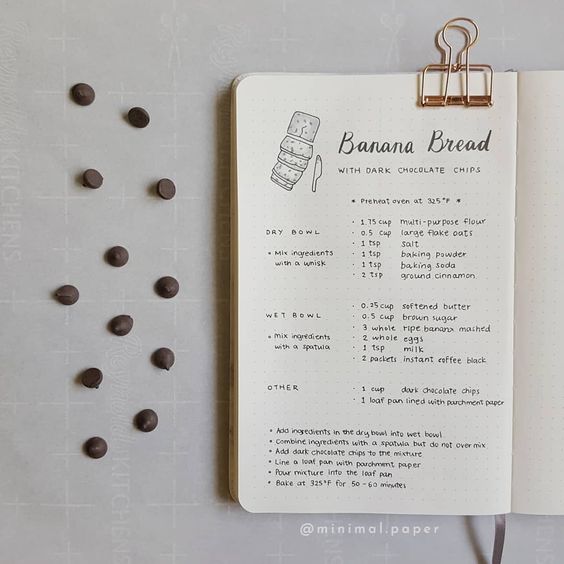 Banana Bread
WITH DARK CHOCOLATE CHIPS
* Preheat oven at 325°F *
DRY BOWL
* Mix ingredients
with a whisk
· 1.75 cup multi-purpose flour
· 0.5 cup large flake oats
· 1 tsp salt
· 1 tsp baking powder
· 1 tsp baking soda
· 2 tsp ground cinnamon
WET BOWL
* Mix ingredients
with a spatula
· 0.25 cup softened butter
· 0.5 cup brown sugar
· 3 whole ripe banana mashed
· 2 whole eggs
· 1 tsp milk
· 2 packets instant coffee black
OTHER
· 1 cup dark chocolate chips
· 1 loaf pan lined with parchment paper
* Add ingredients in the dry bowl into wet bowl
* Combine ingredients with a spatula but do not over mix
* Add dark chocolate chips to the mixture
* Line a loaf pan with parchment paper
* Pour mixture into the loaf pan
* Bake at 325°F for 50-60 minutes
@minimal.paper